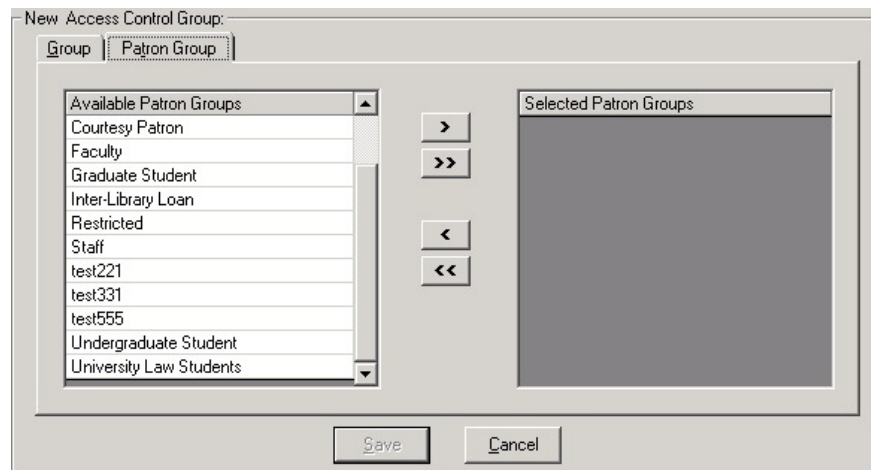 New Access Control Group:
Group
Patron Group
Available Patron Groups
Courtesy Patron
Faculty
Graduate Student
Inter-Library Loan
Restricted
Staff
test221
test331
test555
Undergraduate Student
University Law Students
>
>>
<
<<
Selected Patron Groups
Save
Cancel